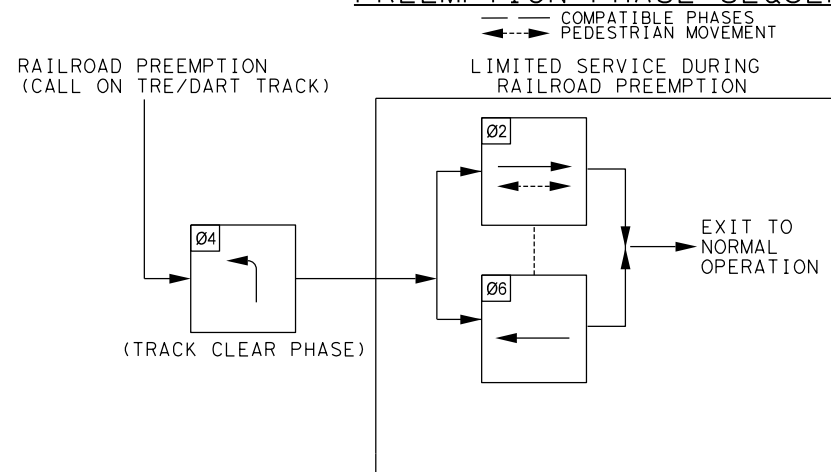 COMPATIBLE PHASES
PEDESTRIAN MOVEMENT
RAILROAD PREEMPTION
(CALL ON TRE/DART TRACK)
LIMITED SERVICE DURING
RAILROAD PREEMPTION
Ø2
Ø4
EXIT TO
NORMAL
OPERATION
Ø6
(TRACK CLEAR PHASE)